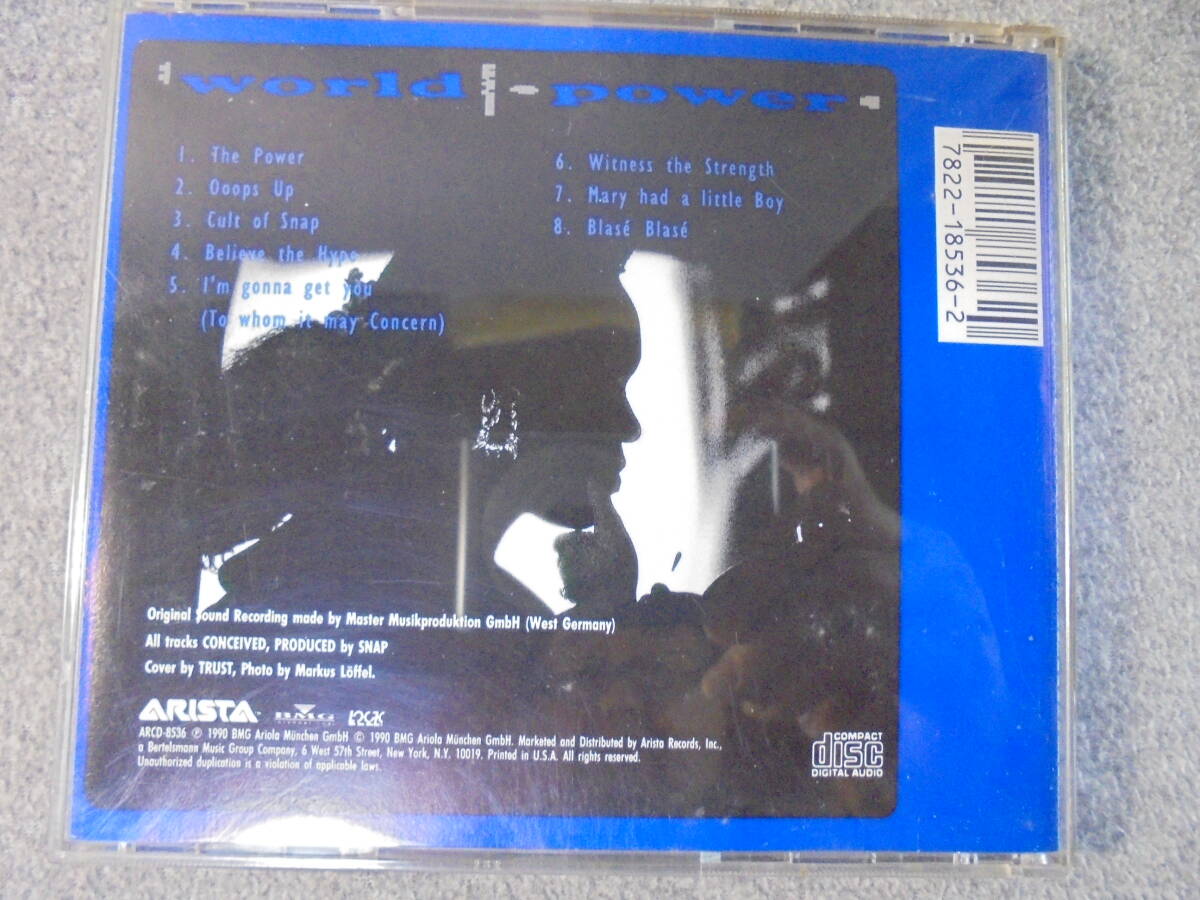 world - power
1. The Power
2. Ooops Up
3. Cult of Snap
4. Believe the Hype
5. I'm gonna get you
(To whom it may Concern)
6. Witness the Strength
7. Mary had a little Boy
8. Blasé Blasé
7822-18536-2
Original Sound Recording made by Master Musikproduktion GmbH (West Germany)
All tracks CONCEIVED, PRODUCED by SNAP
Cover by TRUST, Photo by Markus Löffel.
ARISTA
BMG
ARCD-8536 ℗ 1990 BMG Ariola München GmbH © 1990 BMG Ariola München GmbH. Marketed and Distributed by Arista Records, Inc.,
a Bertelsmann Music Group Company, 6 West 57th Street, New York, N.Y. 10019. Printed in U.S.A. All rights reserved.
Unauthorized duplication is a violation of applicable laws.
COMPACT
disc
DIGITAL AUDIO